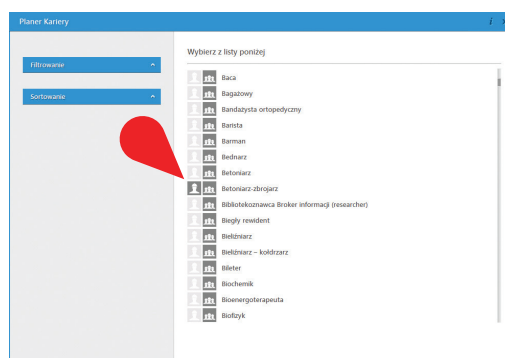 Planer Kariery
i
Filtrowanie
Sortowanie
Wybierz z listy poniżej
Baca
Bagażowy
Bandażysta ortopedyczny
Barista
Barman
Bednarz
Betoniarz
Betoniarz-zbrojarz
Bibliotekoznawca Broker informacji (researcher)
Biegły rewident
Bieliźniarz
Bieliźniarz – kołdrzarz
Bileter
Biochemik
Bioenergoterapeuta
Biofizyk